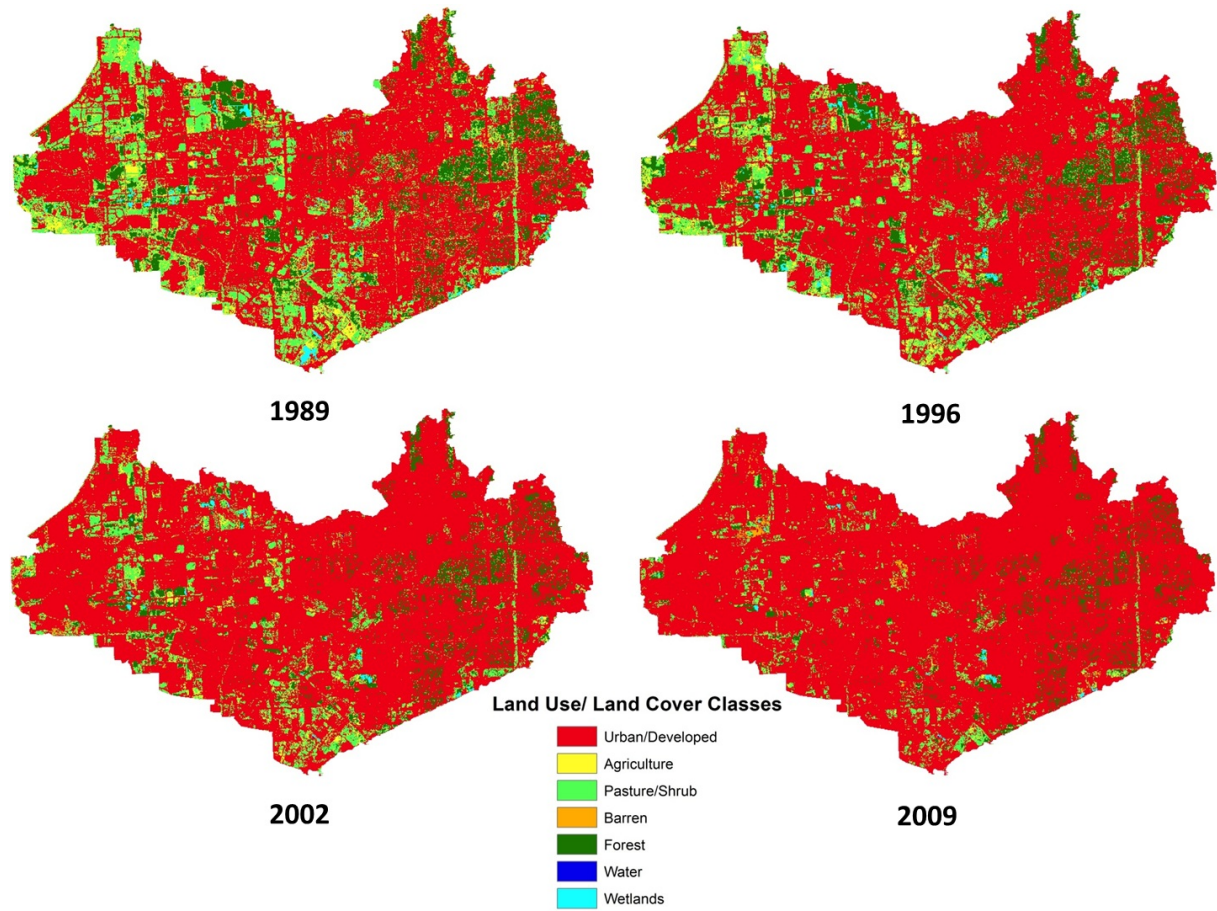 1989
1996
2002
2009
Land Use/ Land Cover Classes
Urban/Developed
Agriculture
Pasture/Shrub
Barren
Forest
Water
Wetlands